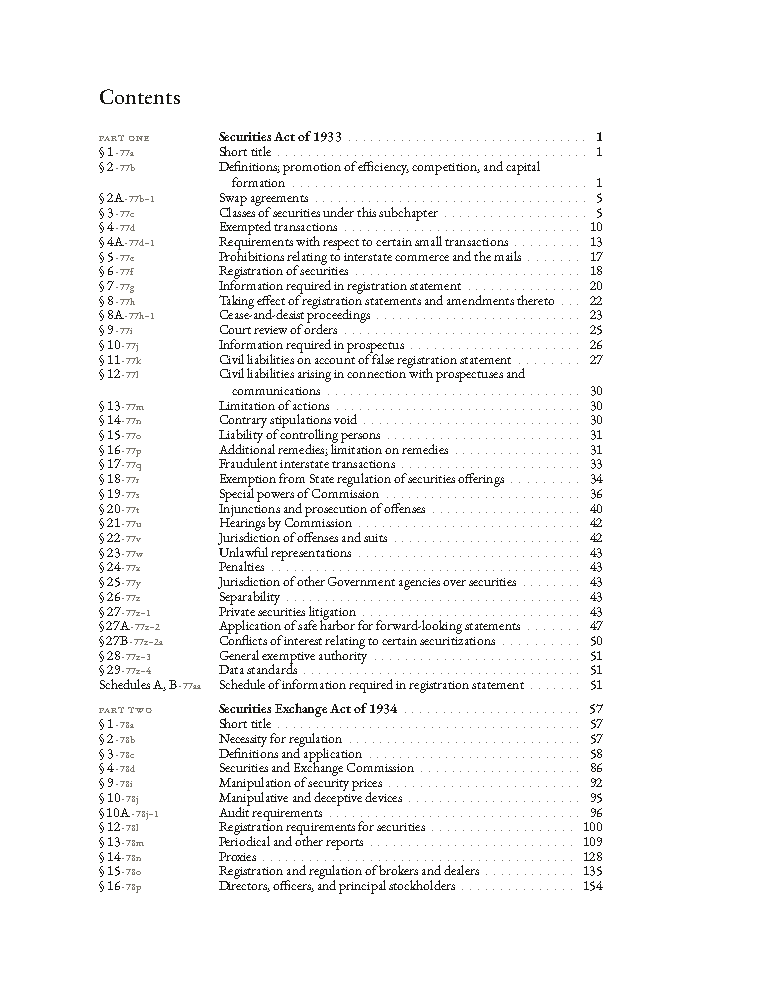 Contents
PART ONE Securities Act of 1933 1
§ 1·77a Short title 1
§ 2·77b Definitions; promotion of efficiency, competition, and capital
formation 1
§ 2A·77b–1 Swap agreements 5
§ 3·77c Classes of securities under this subchapter 5
§ 4·77d Exempted transactions 10
§ 4A·77d–1 Requirements with respect to certain small transactions 13
§ 5·77e Prohibitions relating to interstate commerce and the mails 17
§ 6·77f Registration of securities 18
§ 7·77g Information required in registration statement 20
§ 8·77h Taking effect of registration statements and amendments thereto 22
§ 8A·77h–1 Cease-and-desist proceedings 23
§ 9·77i Court review of orders 25
§ 10·77j Information required in prospectus 26
§ 11·77k Civil liabilities on account of false registration statement 27
§ 12·77l Civil liabilities arising in connection with prospectuses and
communications 30
§ 13·77m Limitation of actions 30
§ 14·77n Contrary stipulations void 30
§ 15·77o Liability of controlling persons 31
§ 16·77p Additional remedies; limitation on remedies 31
§ 17·77q Fraudulent interstate transactions 33
§ 18·77r Exemption from State regulation of securities offerings 34
§ 19·77s Special powers of Commission 36
§ 20·77t Injunctions and prosecution of offenses 40
§ 21·77u Hearings by Commission 42
§ 22·77v Jurisdiction of offenses and suits 42
§ 23·77w Unlawful representations 43
§ 24·77x Penalties 43
§ 25·77y Jurisdiction of other Government agencies over securities 43
§ 26·77z Separability 43
§ 27·77z–1 Private securities litigation 43
§ 27A·77z–2 Application of safe harbor for forward-looking statements 47
§ 27B·77z–2a Conflicts of interest relating to certain securitizations 50
§ 28·77z–3 General exemptive authority 51
§ 29·77z–4 Data standards 51
Schedules A, B·77aa Schedule of information required in registration statement 51
PART TWO Securities Exchange Act of 1934 57
§ 1·78a Short title 57
§ 2·78b Necessity for regulation 57
§ 3·78c Definitions and application 58
§ 4·78d Securities and Exchange Commission 86
§ 9·78i Manipulation of security prices 92
§ 10·78j Manipulative and deceptive devices 95
§ 10A·78j–1 Audit requirements 96
§ 12·78l Registration requirements for securities 100
§ 13·78m Periodical and other reports 109
§ 14·78n Proxies 128
§ 15·78o Registration and regulation of brokers and dealers 135
§ 16·78p Directors, officers, and principal stockholders 154